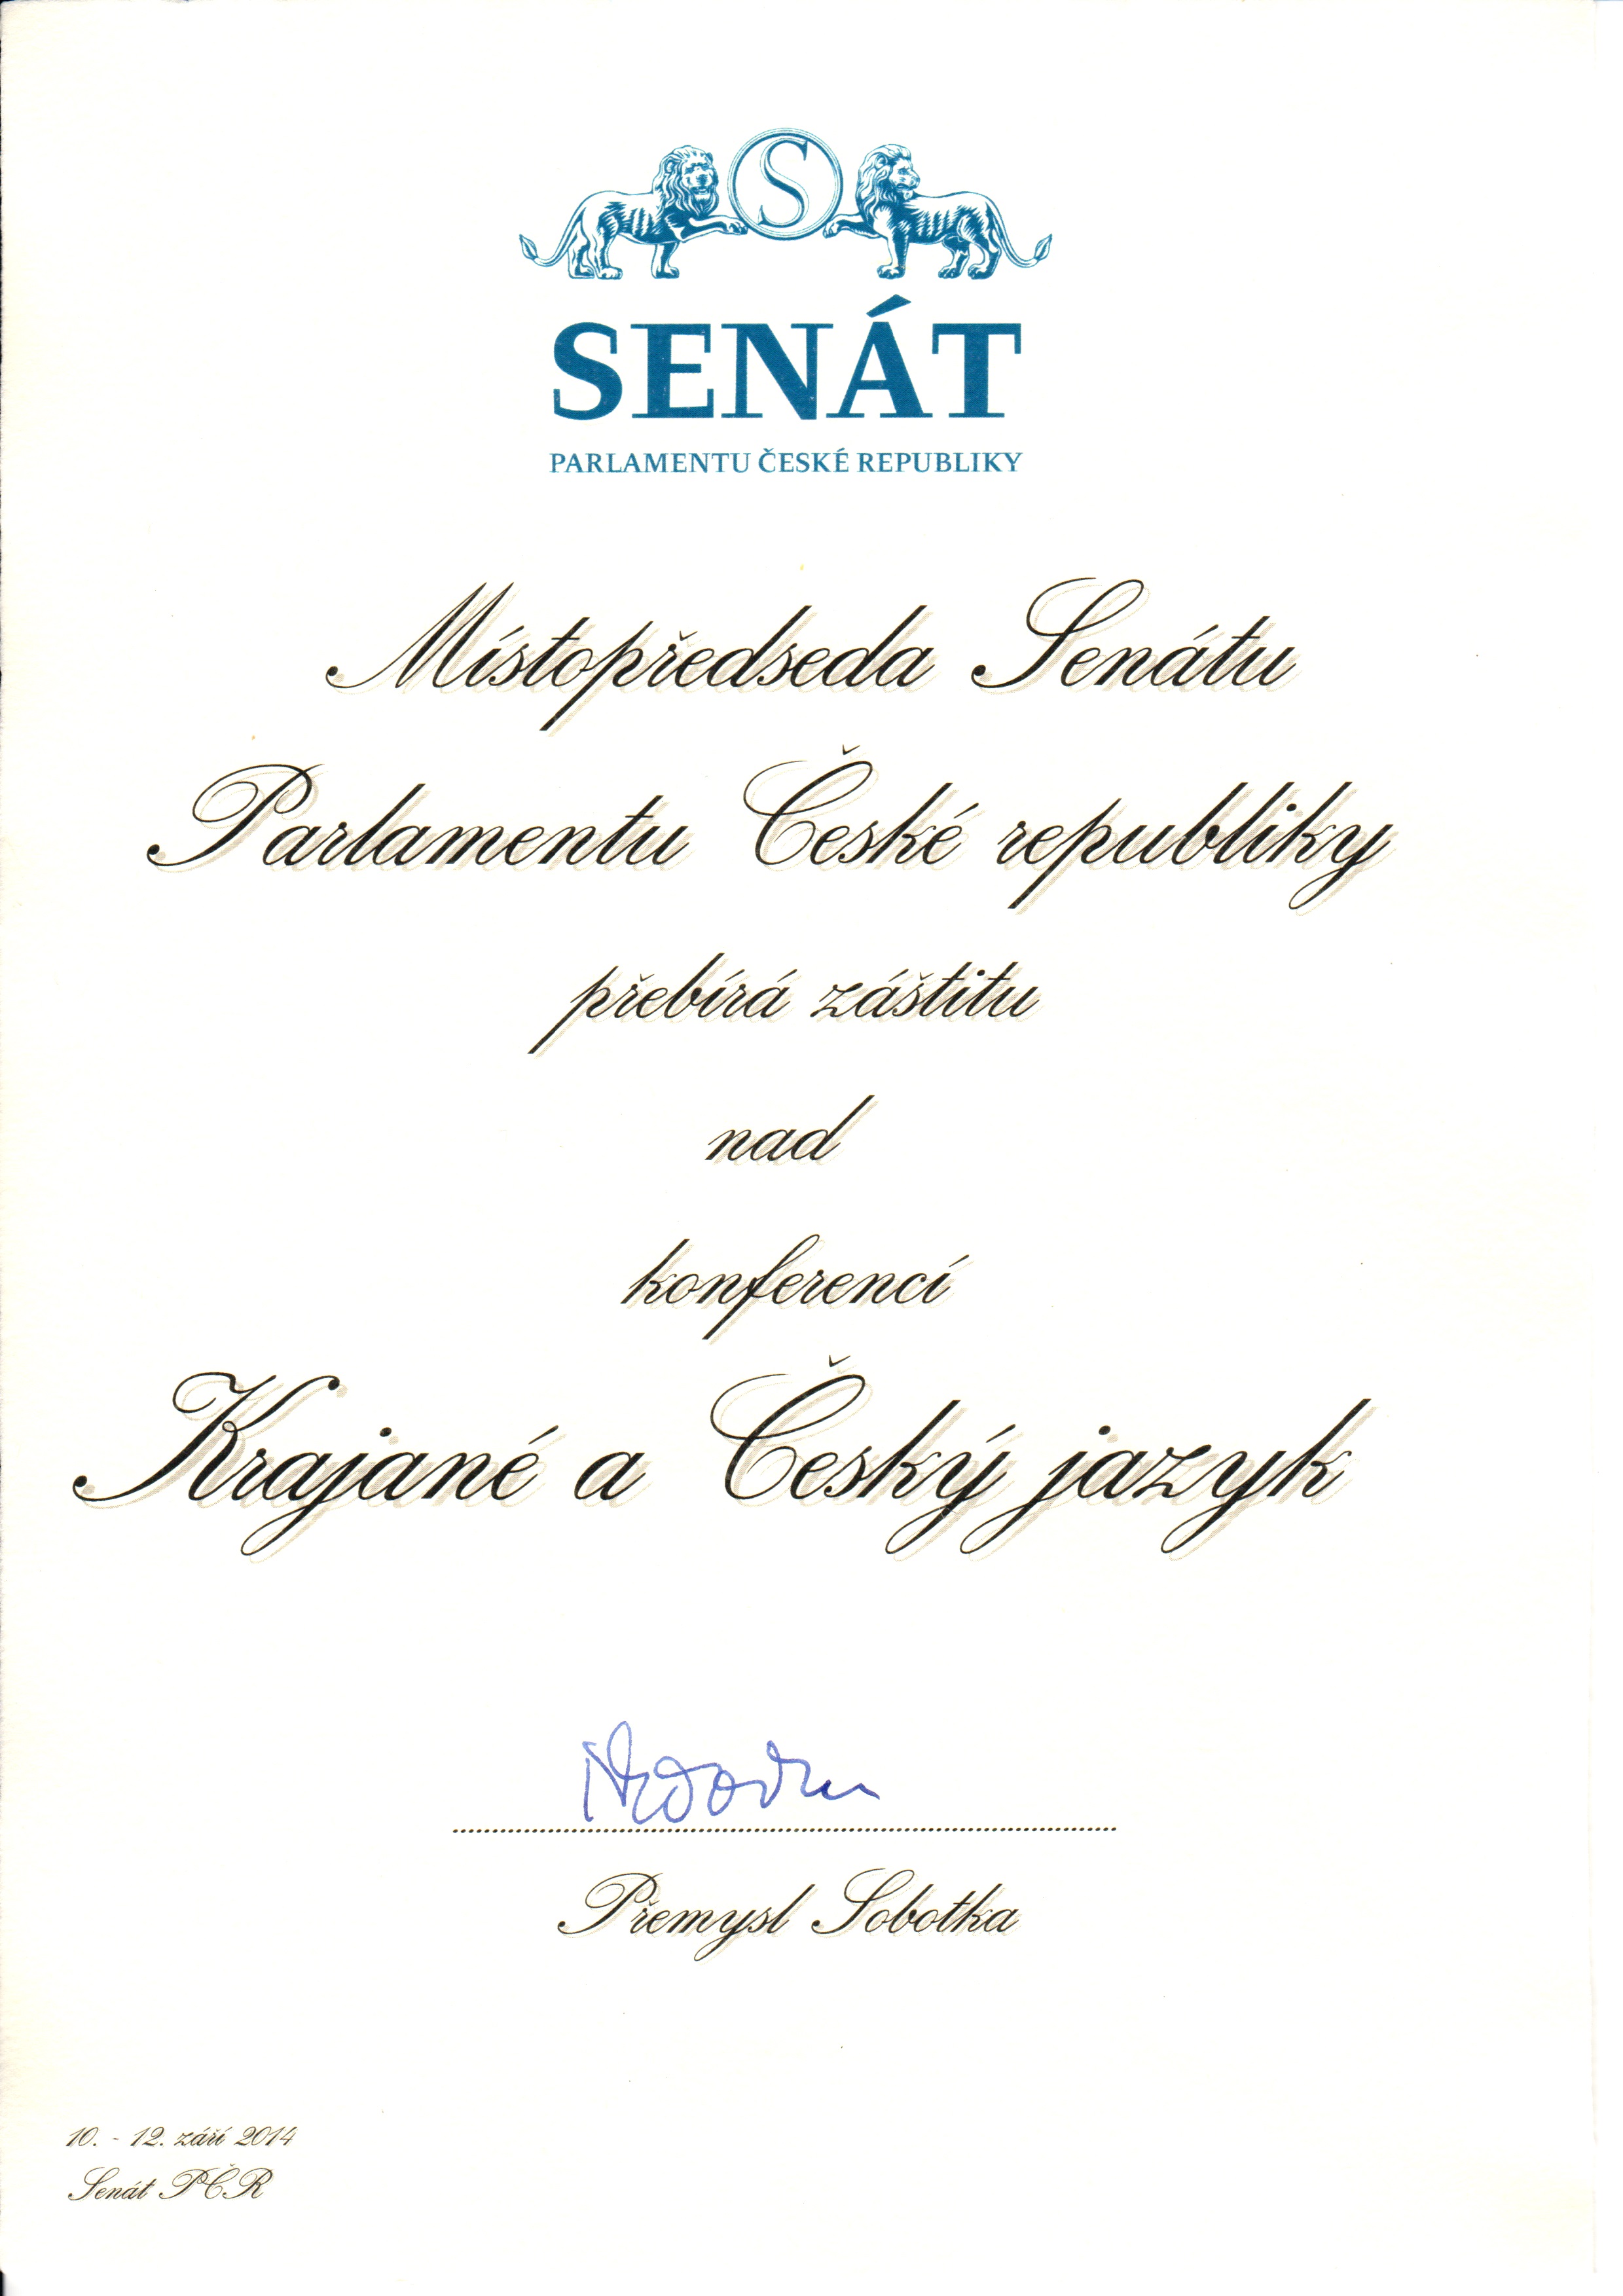 S
SENÁT
PARLAMENTU ČESKÉ REPUBLIKY
Místopředseda Senátu
Parlamentu České republiky
přebírá záštitu
nad
konferencí
Krajané a Český jazyk
Přemysl Sobotka
10. - 12. září 2014
Senát PČR